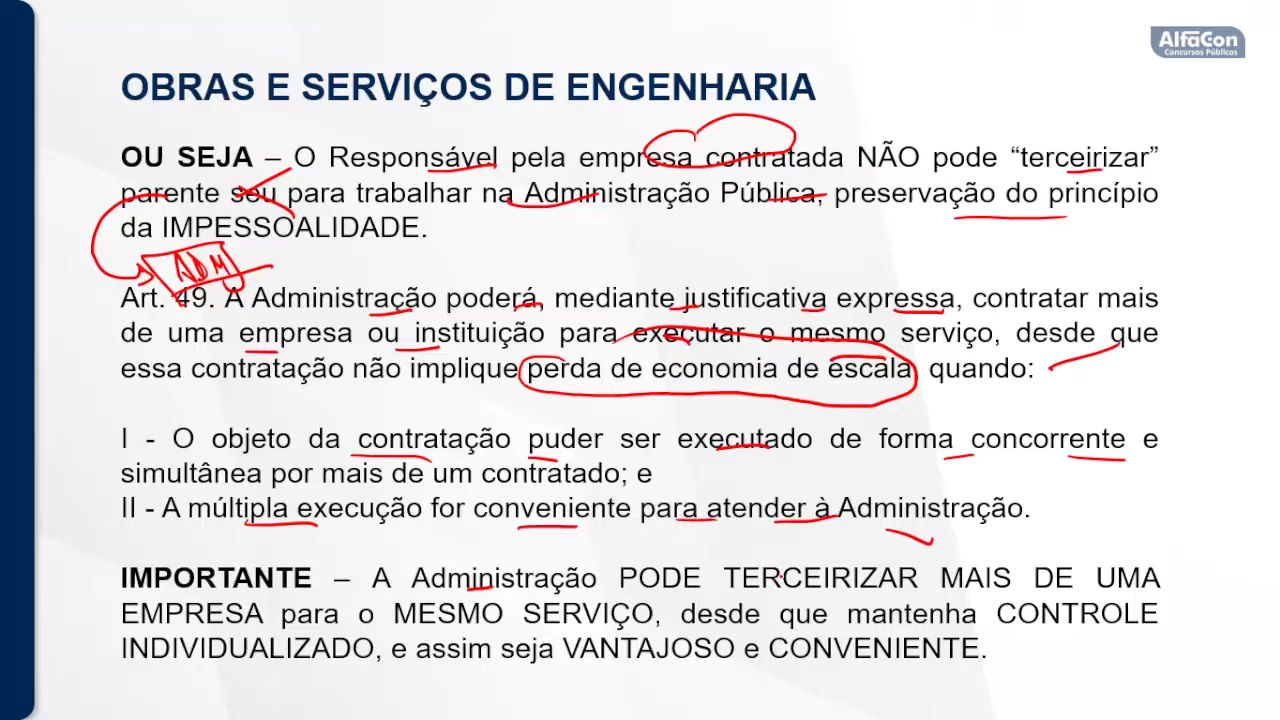 AlfaCon
Concursos Públicos
OBRAS E SERVIÇOS DE ENGENHARIA
OU SEJA – O Responsável pela empresa contratada NÃO pode “terceirizar”
parente seu para trabalhar na Administração Pública, preservação do princípio
da IMPESSOALIDADE.
ADM
Art. 49. A Administração poderá, mediante justificativa expressa, contratar mais
de uma empresa ou instituição para executar o mesmo serviço, desde que
essa contratação não implique perda de economia de escala, quando:
I - O objeto da contratação puder ser executado de forma concorrente e
simultânea por mais de um contratado; e
II - A múltipla execução for conveniente para atender à Administração.
IMPORTANTE – A Administração PODE TERCEIRIZAR MAIS DE UMA
EMPRESA para o MESMO SERVIÇO, desde que mantenha CONTROLE
INDIVIDUALIZADO, e assim seja VANTAJOSO e CONVENIENTE.